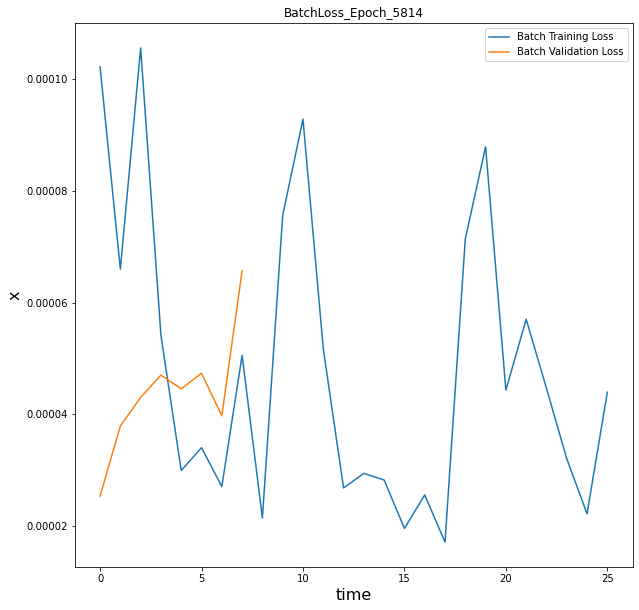 BatchLoss_Epoch_5814
Batch Training Loss
Batch Validation Loss
0.00010
0.00008
0.00006
0.00004
0.00002
x
0 5 10 15 20 25
time